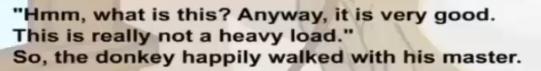 "Hmm, what is this? Anyway, it is very good.
This is really not a heavy load."
So, the donkey happily walked with his master.